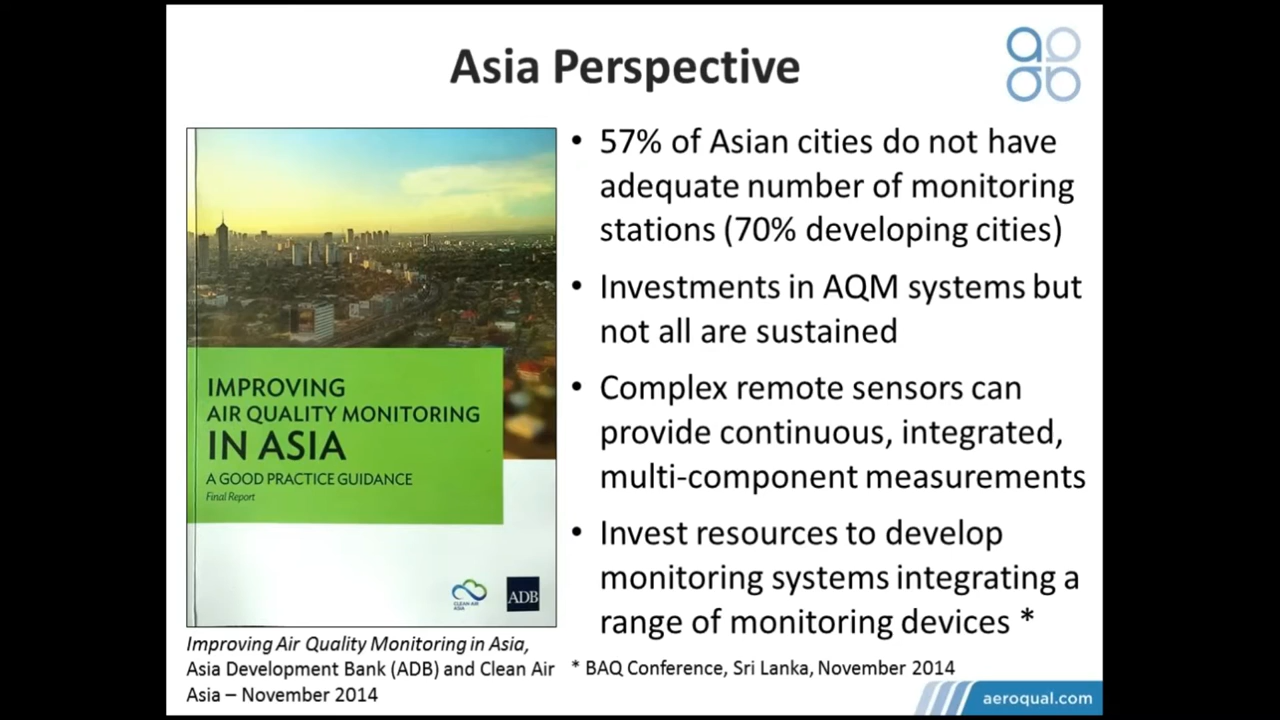 Asia Perspective
• 57% of Asian cities do not have
adequate number of monitoring
stations (70% developing cities)
• Investments in AQM systems but
not all are sustained
• Complex remote sensors can
provide continuous, integrated,
multi-component measurements
• Invest resources to develop
monitoring systems integrating a
range of monitoring devices *
IMPROVING
AIR QUALITY MONITORING
IN ASIA
A GOOD PRACTICE GUIDANCE
Final Report
CLEAN AIR
ASIA
ADB
Improving Air Quality Monitoring in Asia,
Asia Development Bank (ADB) and Clean Air
Asia – November 2014
* BAQ Conference, Sri Lanka, November 2014
aeroqual.com